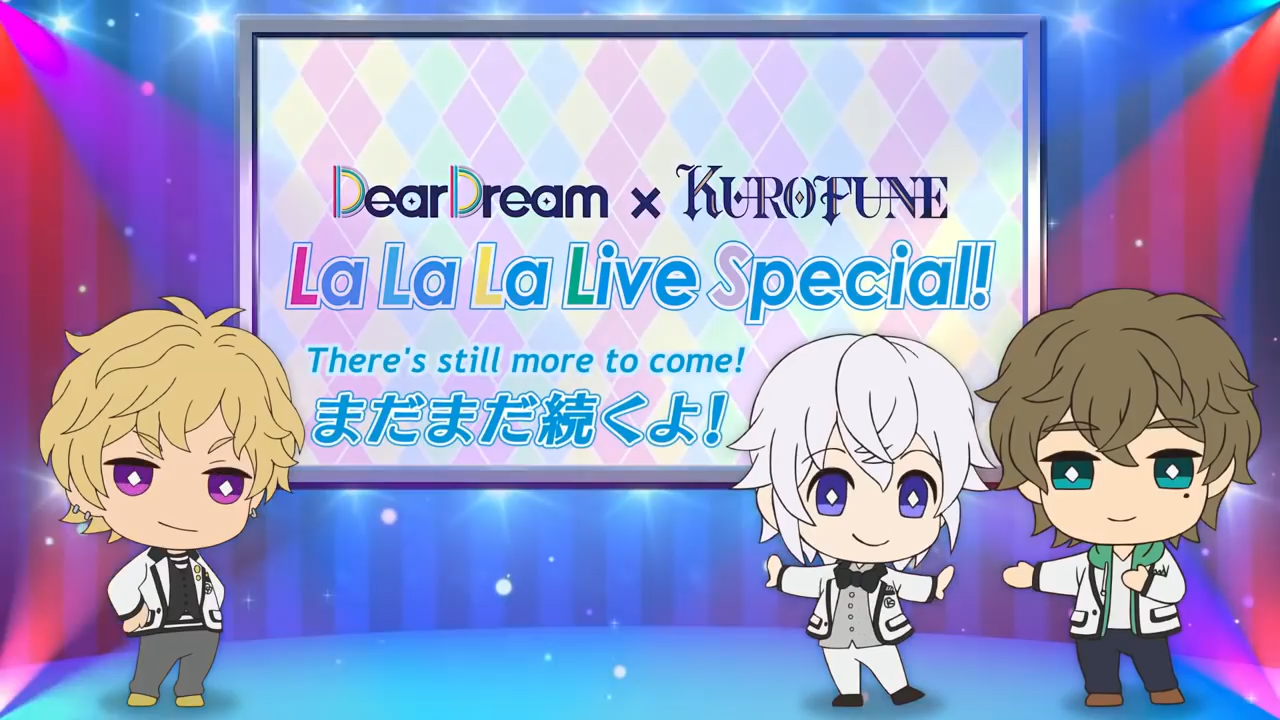 DearDream × KUROFUNE
La La La Live Special!
There's still more to come!
まだまだ続くよ!